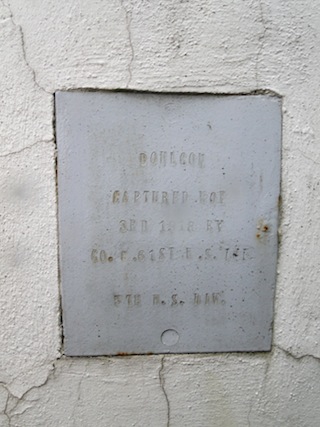 DOULCON
CAPTURED NOV
3RD 1918 BY
CO. 61ST U.S. INF
5TH U.S. DIV.